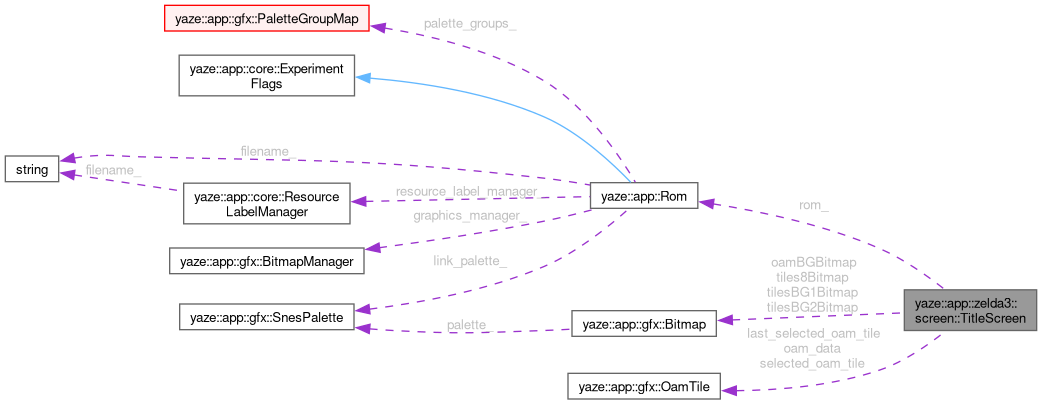 yaze::app::gfx::PaletteGroupMap
palette_groups_
yaze::app::core::Experiment
Flags
filename_
string
filename_
yaze::app::core::Resource
LabelManager
resource_label_manager
yaze::app::Rom
rom_
graphics_manager_
yaze::app::gfx::BitmapManager
link_palette_
oamBGBitmap
tiles8Bitmap
tilesBG1Bitmap
tilesBG2Bitmap
yaze::app::zelda3::
screen::TitleScreen
yaze::app::gfx::SnesPalette
palette_
yaze::app::gfx::Bitmap
last_selected_oam_tile
oam_data
selected_oam_tile
yaze::app::gfx::OamTile